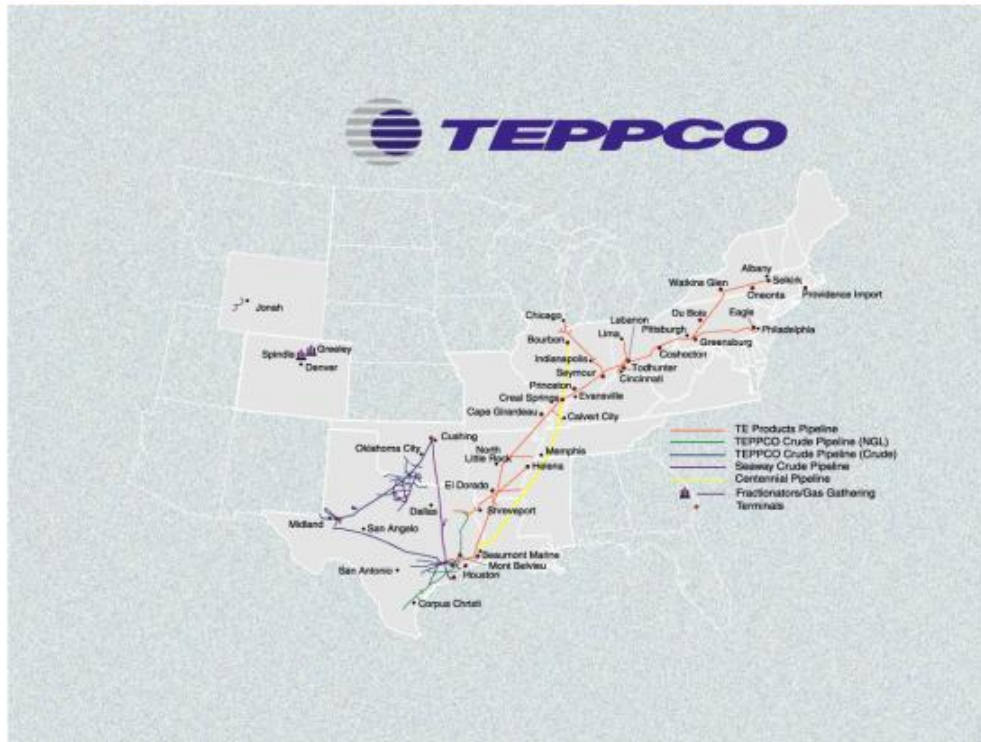 TEPPCO
Albany
Selkirk
Watkins Glen
Oneonta
Providence Import
Jonah
Chicago
Lebanon
Du Bois
Eagle
Lima
Pittsburgh
Philadelphia
Bourbon
Greensburg
Spindle
Greeley
Denver
Indianapolis
Coshocton
Seymour
Todhunter
Cincinnati
Princeton
Evansville
Creal Springs
Cape Girardeau
Calvert City
TE Products Pipeline
TEPPCO Crude Pipeline (NGL)
TEPPCO Crude Pipeline (Crude)
Seaway Crude Pipeline
Centennial Pipeline
Fractionators/Gas Gathering
Terminals
Cushing
Oklahoma City
North
Little Rock
Memphis
Helena
El Dorado
Dallas
Shreveport
Midland
San Angelo
Beaumont Marine
Mont Belvieu
San Antonio
Houston
Corpus Christi